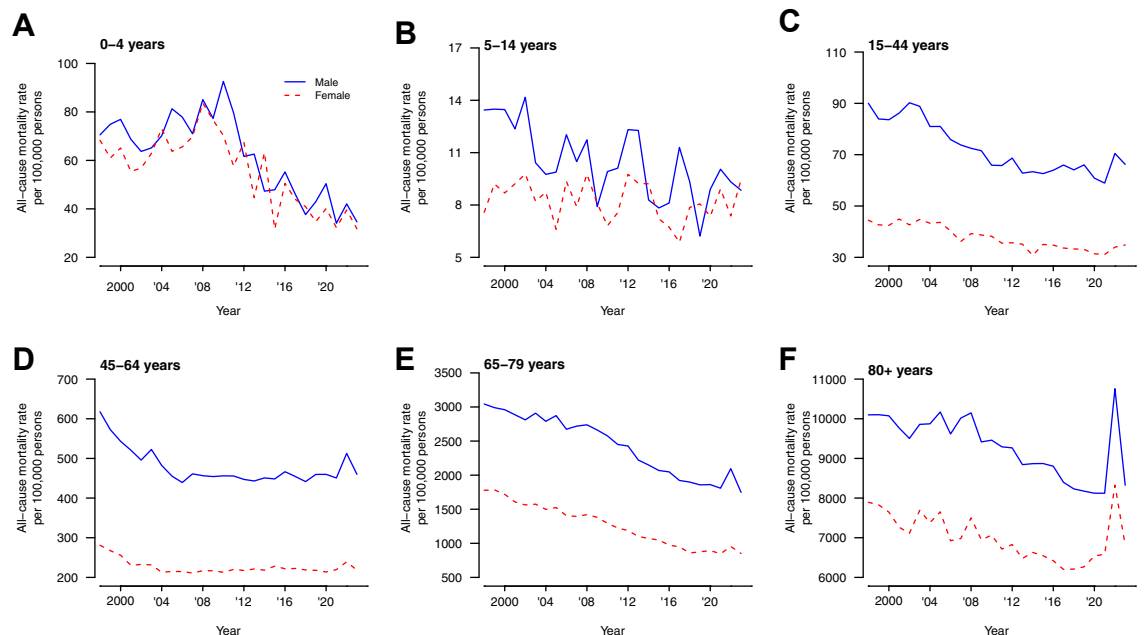 A
0–4 years
All−cause mortality rate
per 100,000 persons
100
80
60
40
20
Male
Female
2000 '04 '08 '12 '16 '20
Year
B
5–14 years
All−cause mortality rate
per 100,000 persons
17
14
11
8
5
2000 '04 '08 '12 '16 '20
Year
C
15–44 years
All−cause mortality rate
per 100,000 persons
110
90
70
50
30
2000 '04 '08 '12 '16 '20
Year
D
45–64 years
All−cause mortality rate
per 100,000 persons
700
600
500
400
300
200
2000 '04 '08 '12 '16 '20
Year
E
65–79 years
All−cause mortality rate
per 100,000 persons
3500
3000
2500
2000
1500
1000
500
2000 '04 '08 '12 '16 '20
Year
F
80+ years
All−cause mortality rate
per 100,000 persons
11000
10000
9000
8000
7000
6000
2000 '04 '08 '12 '16 '20
Year